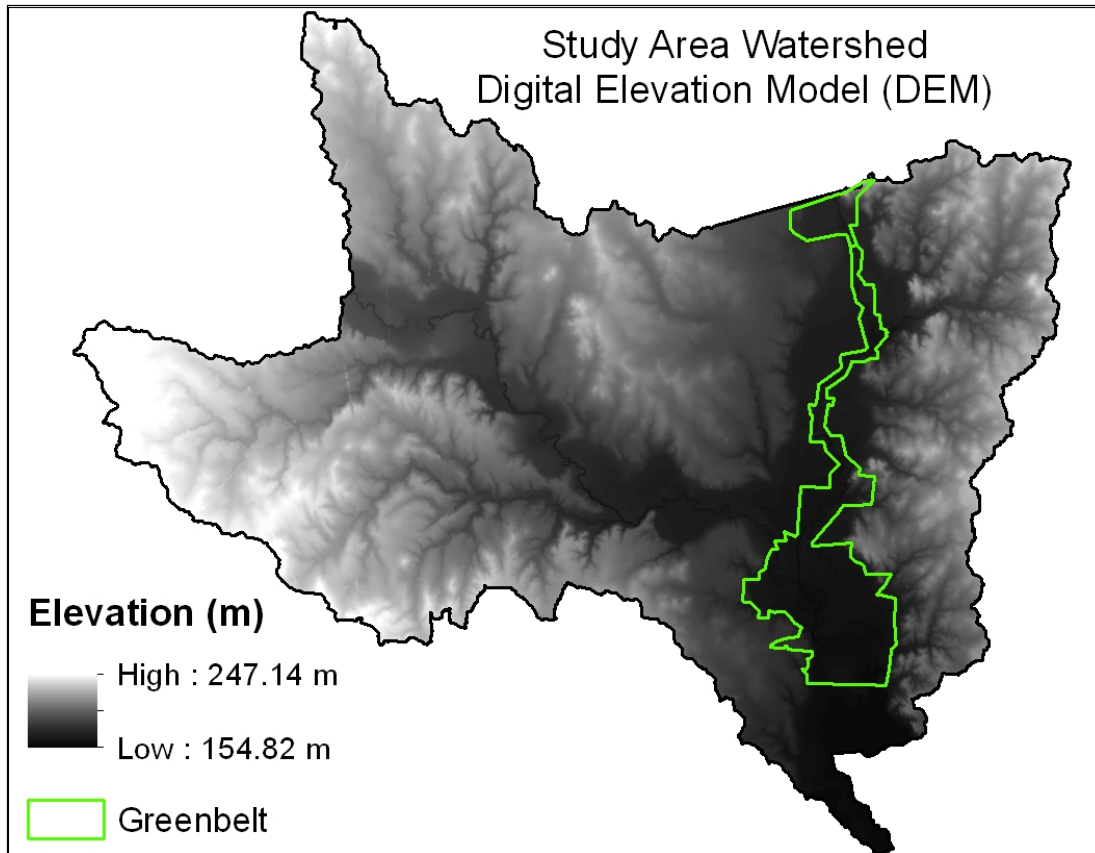 Study Area Watershed
Digital Elevation Model (DEM)
Elevation (m)
High : 247.14 m
Low : 154.82 m
Greenbelt